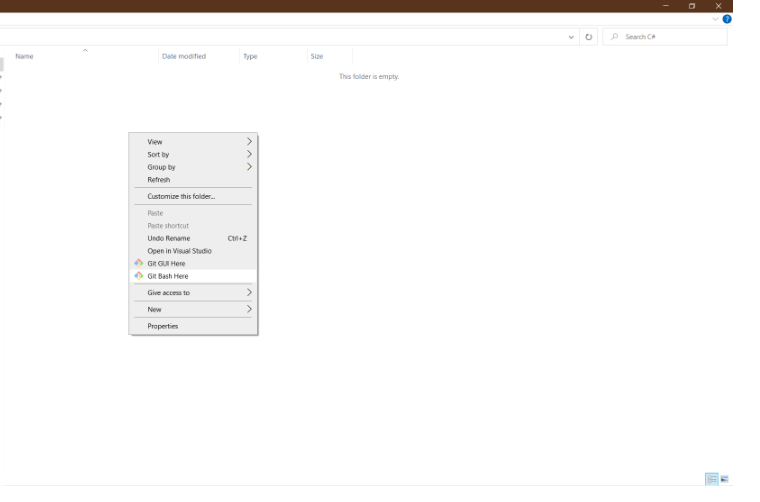 Search C#
Name Date modified Type Size
This folder is empty.
View
Sort by
Group by
Refresh
Customize this folder...
Paste
Paste shortcut
Undo Rename Ctrl+Z
Open in Visual Studio
Git GUI Here
Git Bash Here
Give access to
New
Properties